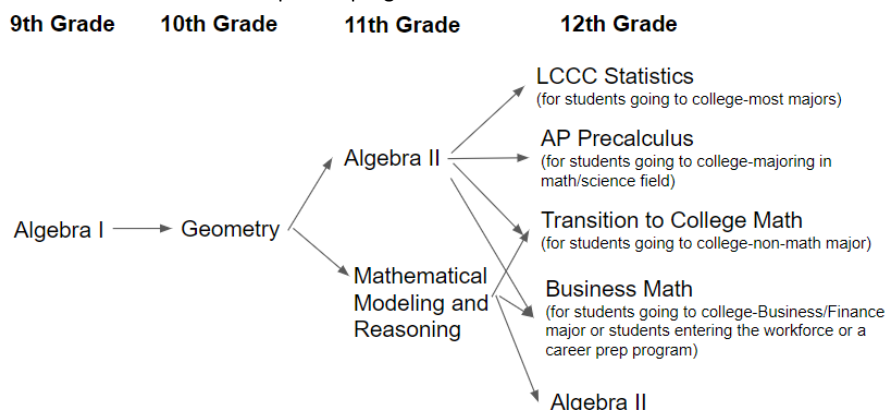 9th Grade 10th Grade 11th Grade 12th Grade
LCCC Statistics
(for students going to college-most majors)
AP Precalculus
(for students going to college-majoring in
math/science field)
Algebra II
Algebra I
Geometry
Transition to College Math
(for students going to college-non-math major)
Mathematical
Modeling and
Reasoning
Business Math
(for students going to college-Business/Finance
major or students entering the workforce or a
career prep program)
Algebra II